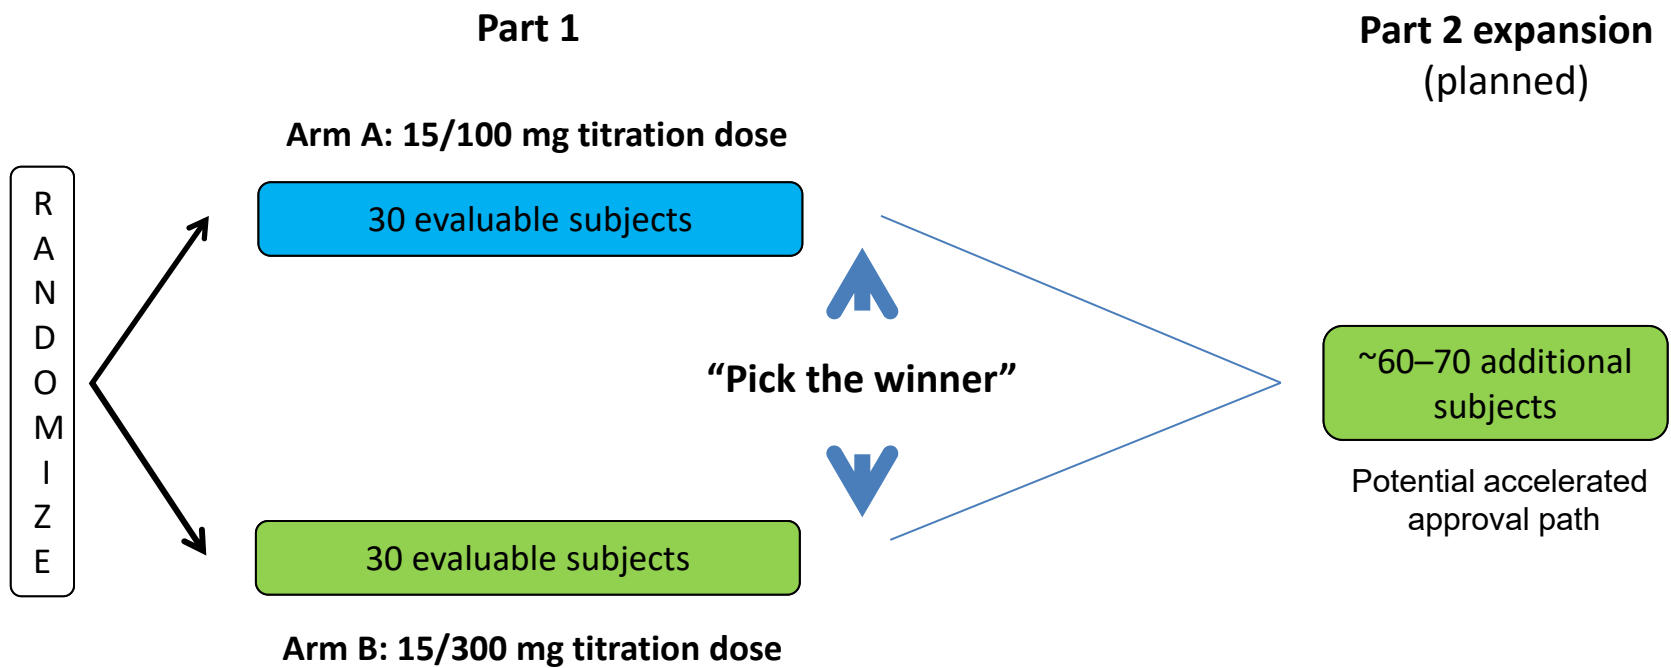 Part 1
Part 2 expansion
(planned)
Arm A: 15/100 mg titration dose
R
A
N
D
O
M
I
Z
E
30 evaluable subjects
“Pick the winner”
~60–70 additional
subjects
Potential accelerated
approval path
30 evaluable subjects
Arm B: 15/300 mg titration dose